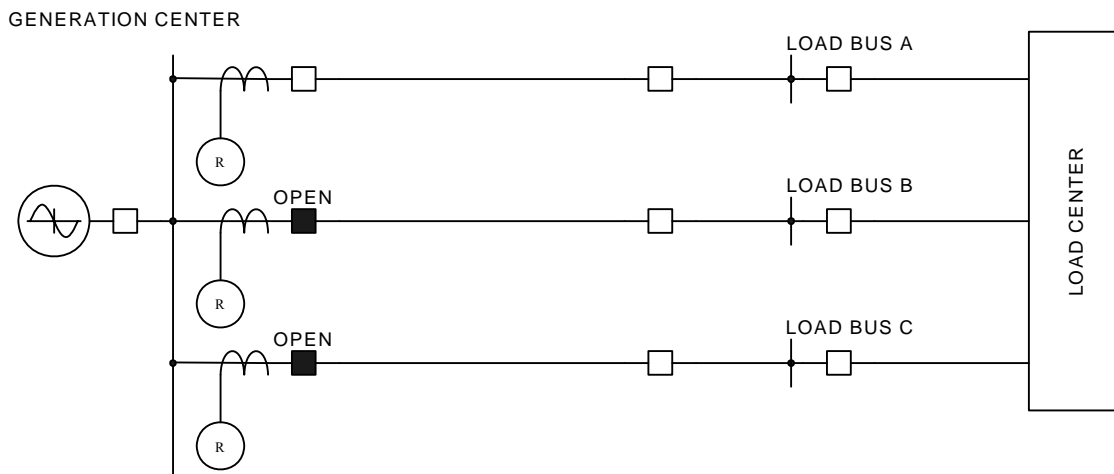 GENERATION CENTER
LOAD BUS A
R
OPEN
LOAD BUS B
R
OPEN
LOAD BUS C
R
LOAD CENTER